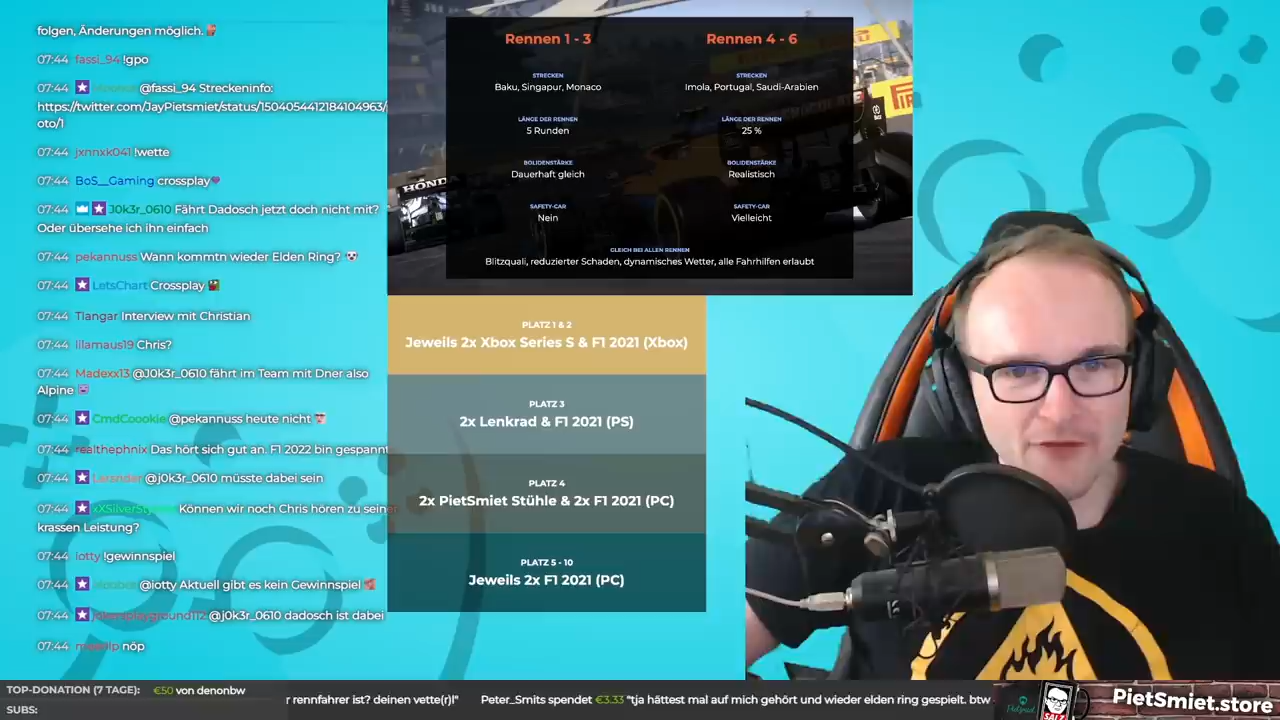 folgen, Änderungen möglich.
07:44 fassi_94 !gpo
07:44 @fassi_94 Streckeninfo:
https://twitter.com/JayPietsmiet/status/1504054412184104963/
oto/1
07:44 jxnnxk041 !wette
07:44 BoS__Gaming crossplay
07:44 J0k3r_0610 Fährt Dadosch jetzt doch nicht mit?
Oder übersehe ich ihn einfach
07:44 pekannuss Wann kommtn wieder Elden Ring?
07:44 LetsChart Crossplay
07:44 Tlangar Interview mit Christian
07:44 lilamaus19 Chris?
07:44 Madexx13 @J0k3r_0610 fährt im Team mit Dner also
Alpine
07:44 CmdCoookie @pekannuss heute nicht
07:44 realthephnix Das hört sich gut an. F1 2022 bin gespannt
07:44 @j0k3r_0610 müsste dabei sein
07:44 Können wir noch Chris hören zu seiner
krassen Leistung?
07:44 iotty !gewinnspiel
07:44 @iotty Aktuell gibt es kein Gewinnspiel
07:44 @j0k3r_0610 dadosch ist dabei
07:44 nöp
Rennen 1 - 3
STRECKEN
Baku, Singapur, Monaco
LÄNGE DER RENNEN
5 Runden
BOLIDENSTÄRKE
Dauerhaft gleich
SAFETY-CAR
Nein
Rennen 4 - 6
STRECKEN
Imola, Portugal, Saudi-Arabien
LÄNGE DER RENNEN
25 %
BOLIDENSTÄRKE
Realistisch
SAFETY-CAR
Vielleicht
GLEICH BEI ALLEN RENNEN
Blitzquali, reduzierter Schaden, dynamisches Wetter, alle Fahrhilfen erlaubt
HONDA
PLATZ 1 & 2
Jeweils 2x Xbox Series S & F1 2021 (Xbox)
PLATZ 3
2x Lenkrad & F1 2021 (PS)
PLATZ 4
2x PietSmiet Stühle & 2x F1 2021 (PC)
PLATZ 5 - 10
Jeweils 2x F1 2021 (PC)
TOP-DONATION (7 TAGE): €50 von denonbw
SUBS:
r rennfahrer ist? deinen vette(r)!" Peter_Smits spendet €3.33 "tja hättest mal auf mich gehört und wieder elden ring gespielt. btw
SALZ
PietSmiet.store